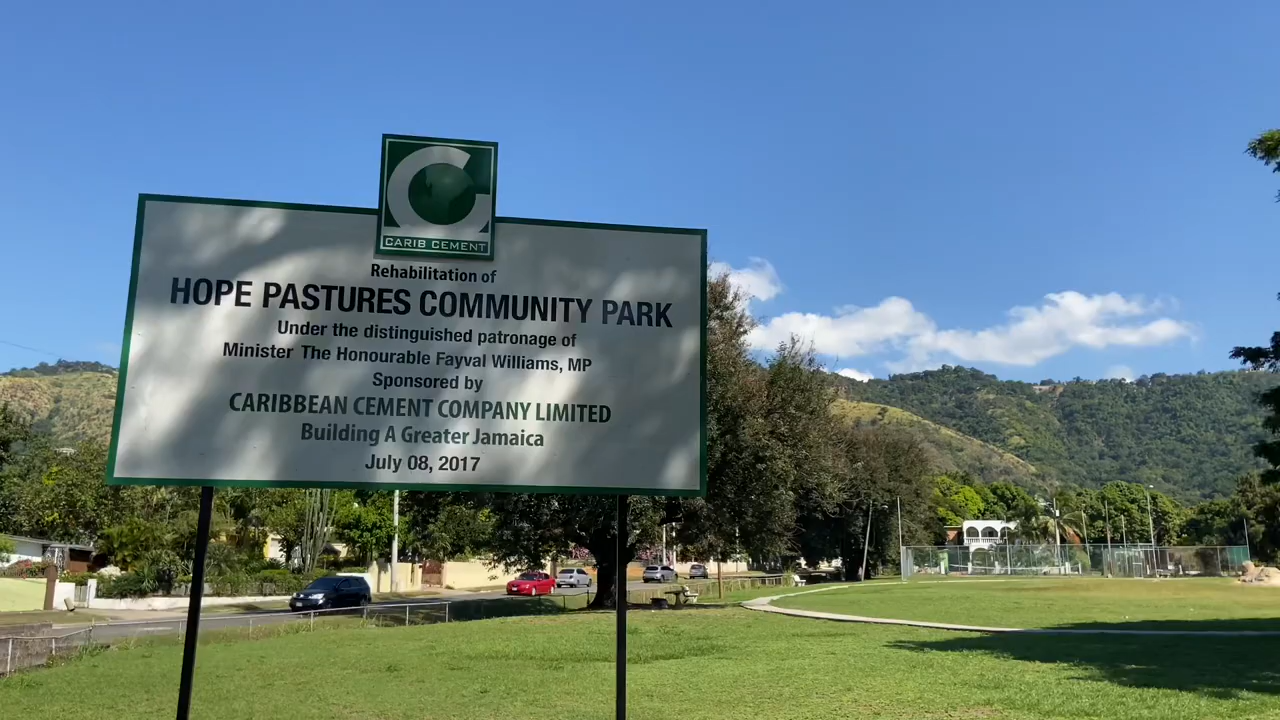 CARIB CEMENT
Rehabilitation of
HOPE PASTURES COMMUNITY PARK
Under the distinguished patronage of
Minister The Honourable Fayval Williams, MP
Sponsored by
CARIBBEAN CEMENT COMPANY LIMITED
Building A Greater Jamaica
July 08, 2017